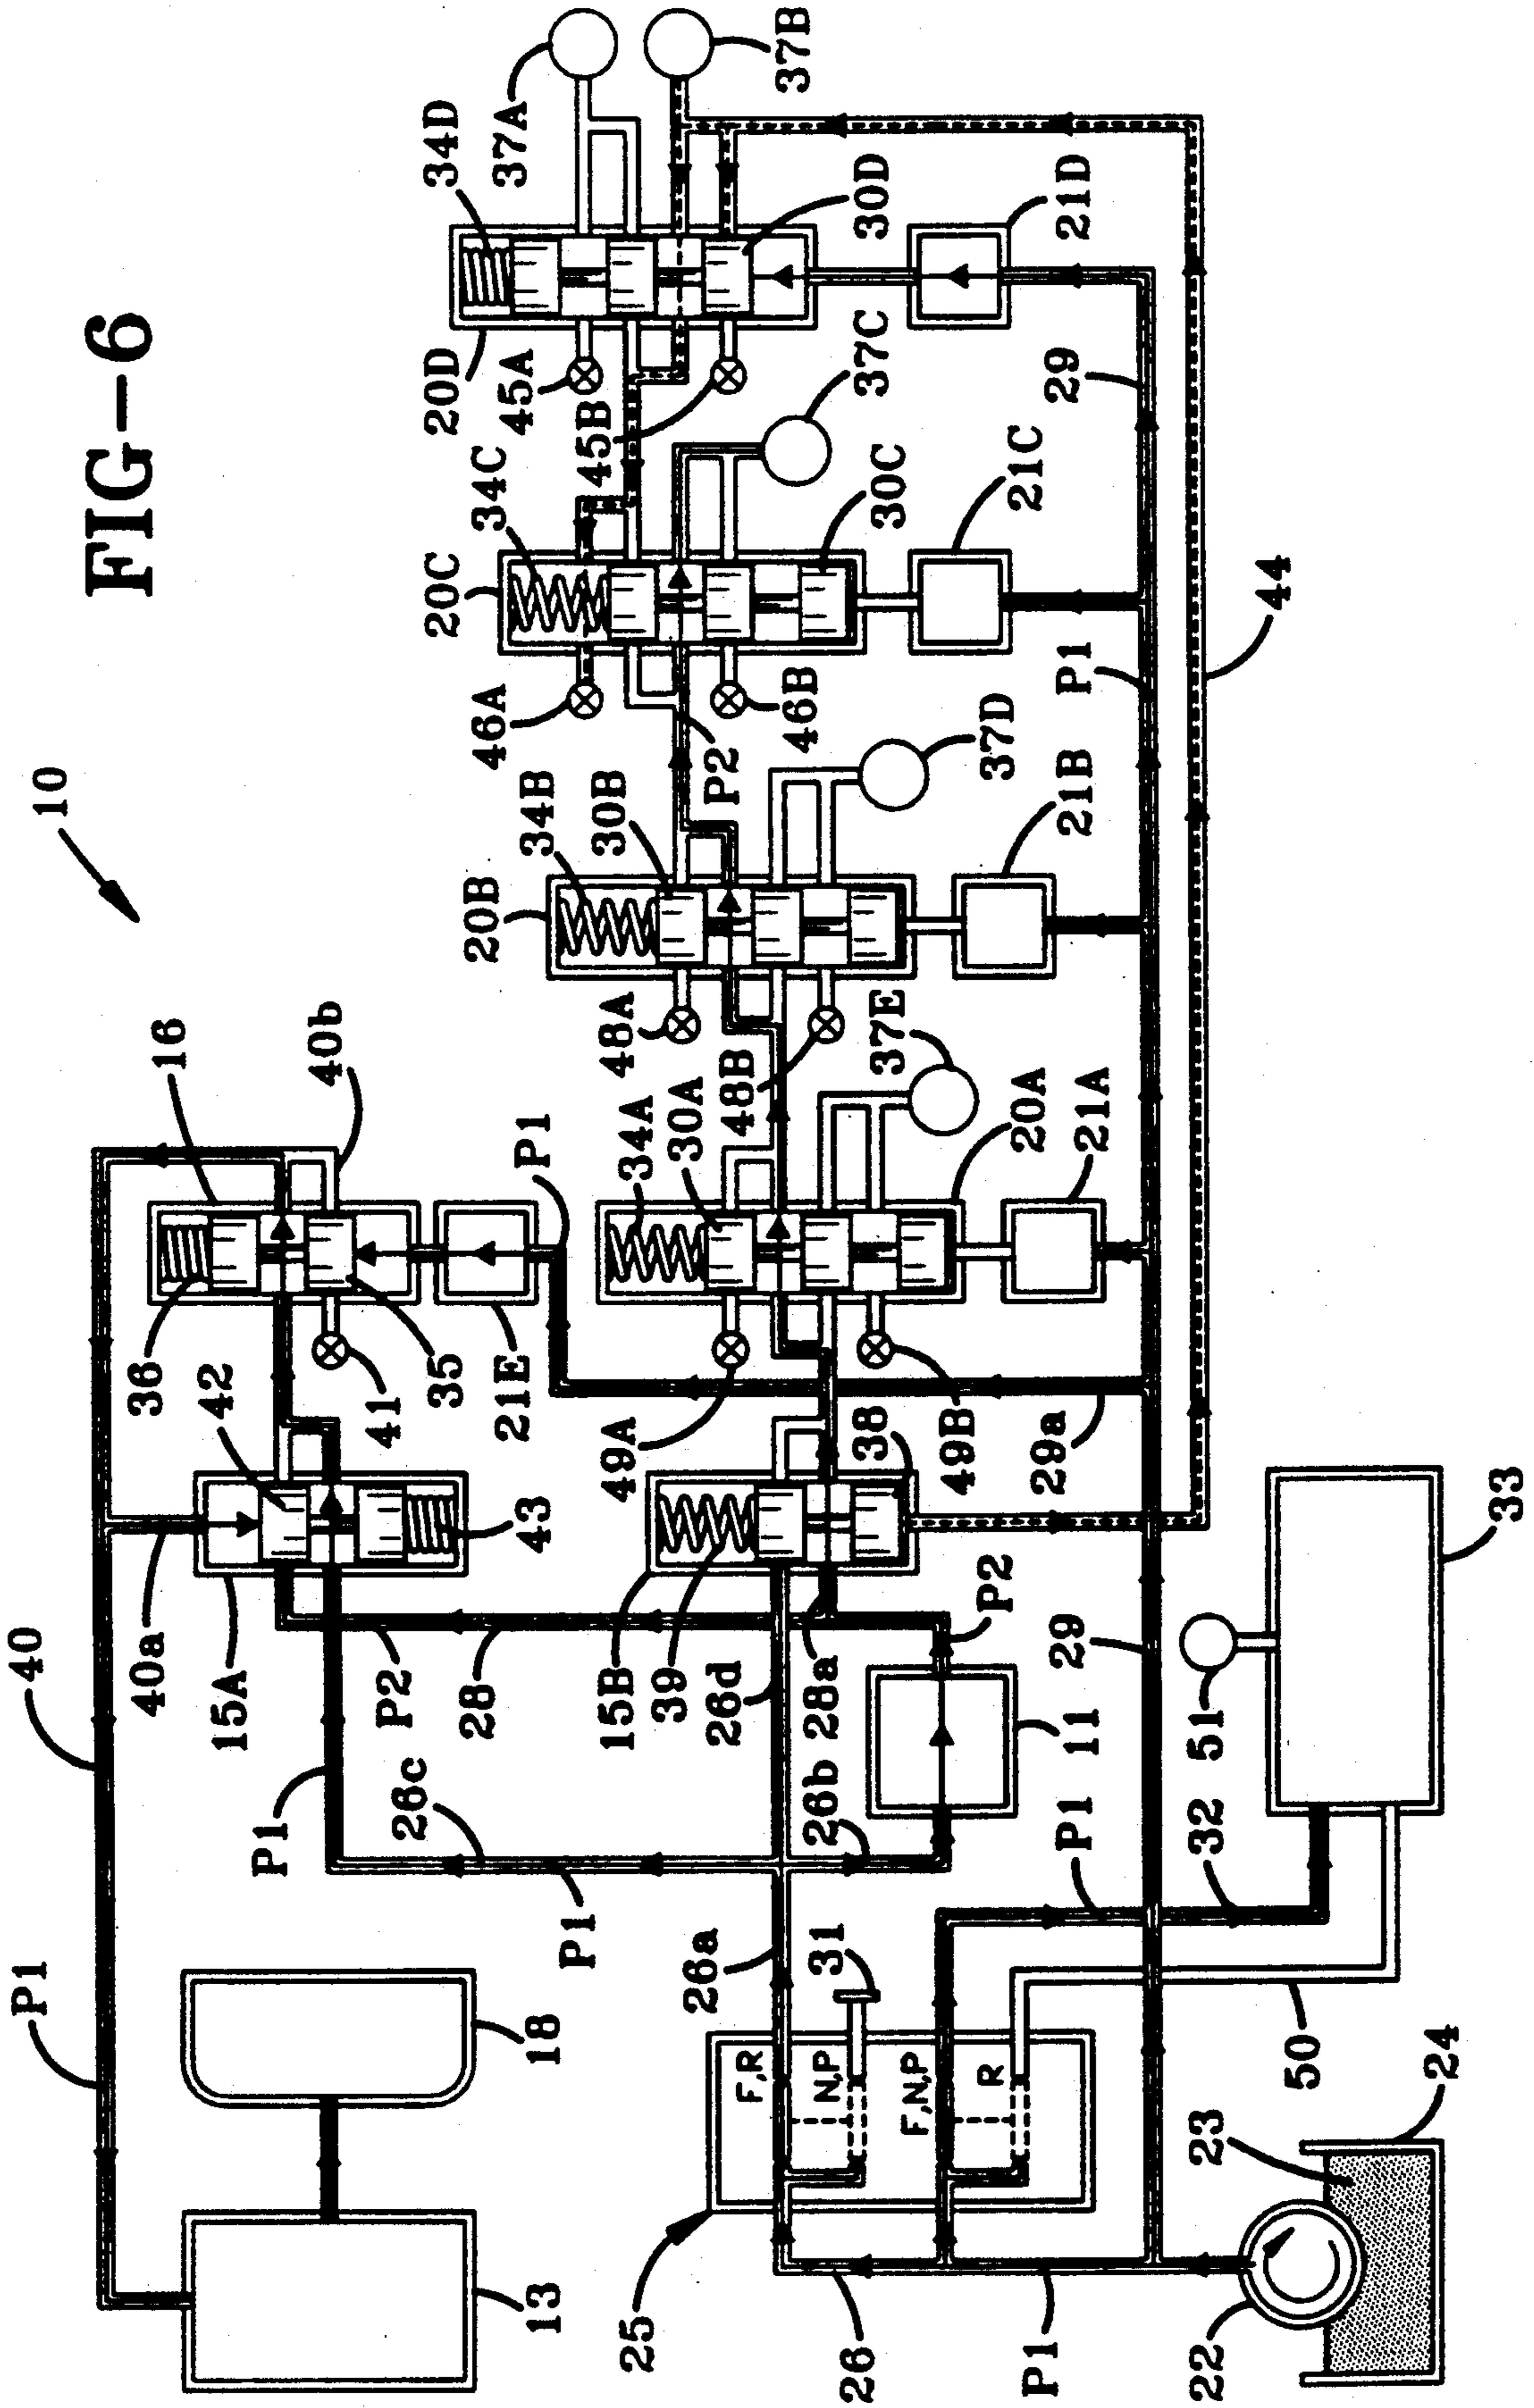 FIG-6
10
P1
40
40a
15A
42
36
16
40b
P1
41
35
21E
43
13
18
P1
26c
P1
P2
28
15B
39
26d
28a
P2
11
26b
26a
31
49A
38
49B
29a
34A
30A
37E
20A
21A
48A
48B
20B
34B
30B
37D
21B
P2
46A
46B
20C
34C
30C
37C
21C
20D
45A
45B
34D
37A
37B
30D
21D
29
P1
44
29
P1
32
51
33
50
25
F,R
N,P
F,N,P
R
26
P1
22
23
24